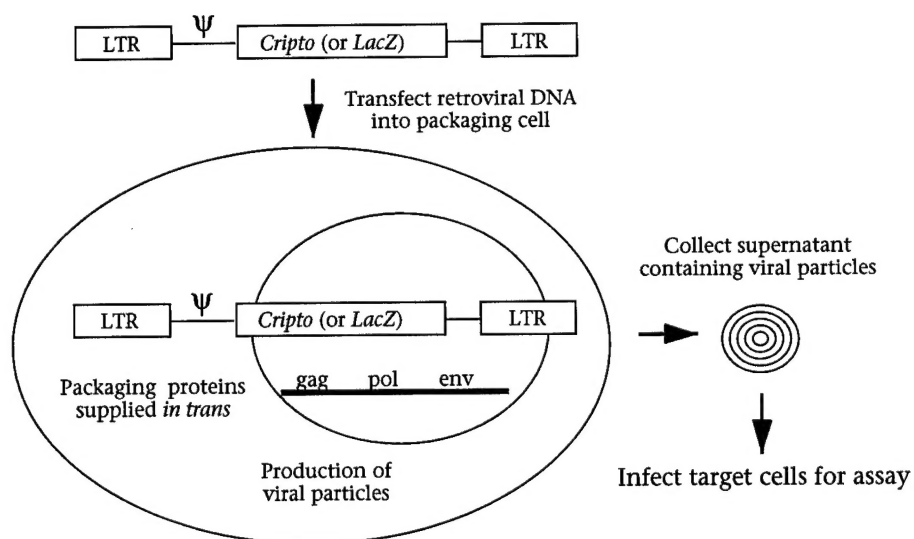 ψ
LTR Cripto (or LacZ) LTR
Transfect retroviral DNA
into packaging cell
Collect supernatant
containing viral particles
ψ
LTR Cripto (or LacZ) LTR
gag pol env
Packaging proteins
supplied in trans
Production of
viral particles
Infect target cells for assay